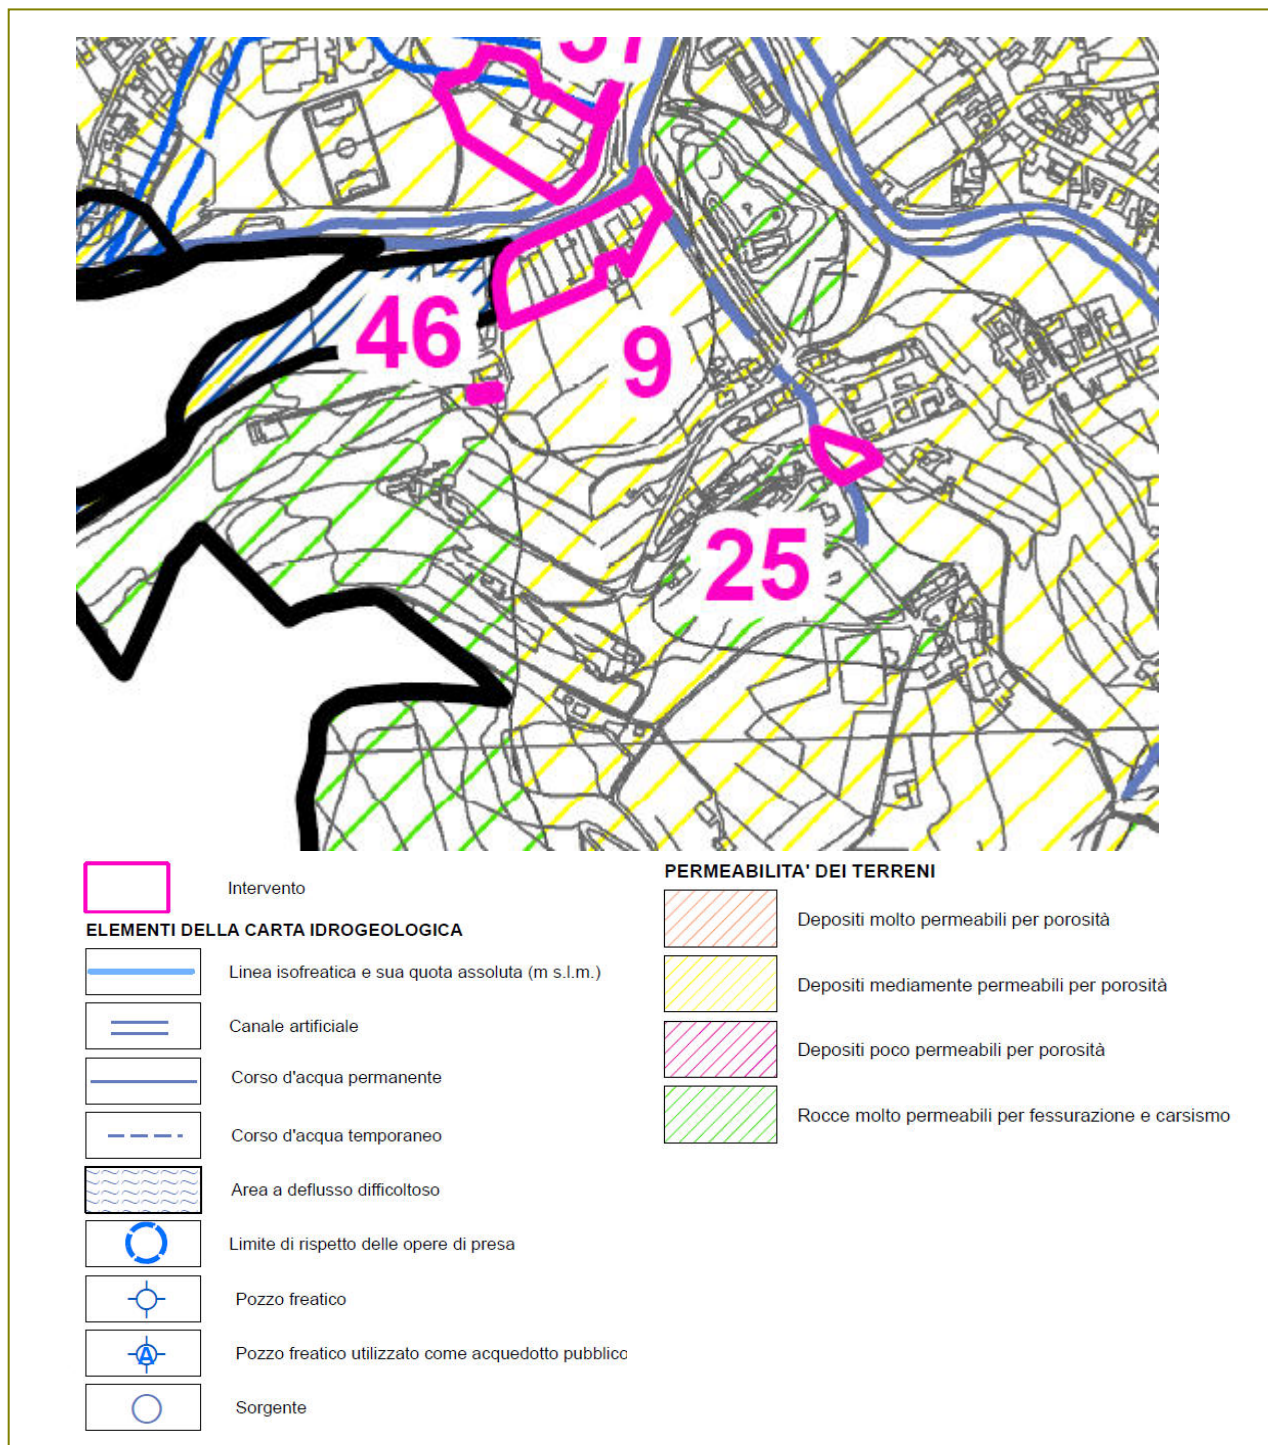 46
9
25
Intervento
ELEMENTI DELLA CARTA IDROGEOLOGICA
Linea isofreatica e sua quota assoluta (m s.l.m.)
Canale artificiale
Corso d'acqua permanente
Corso d'acqua temporaneo
Area a deflusso difficoltoso
Limite di rispetto delle opere di presa
Pozzo freatico
A
Pozzo freatico utilizzato come acquedotto pubblico
Sorgente
PERMEABILITA' DEI TERRENI
Depositi molto permeabili per porosità
Depositi mediamente permeabili per porosità
Depositi poco permeabili per porosità
Rocce molto permeabili per fessurazione e carsismo